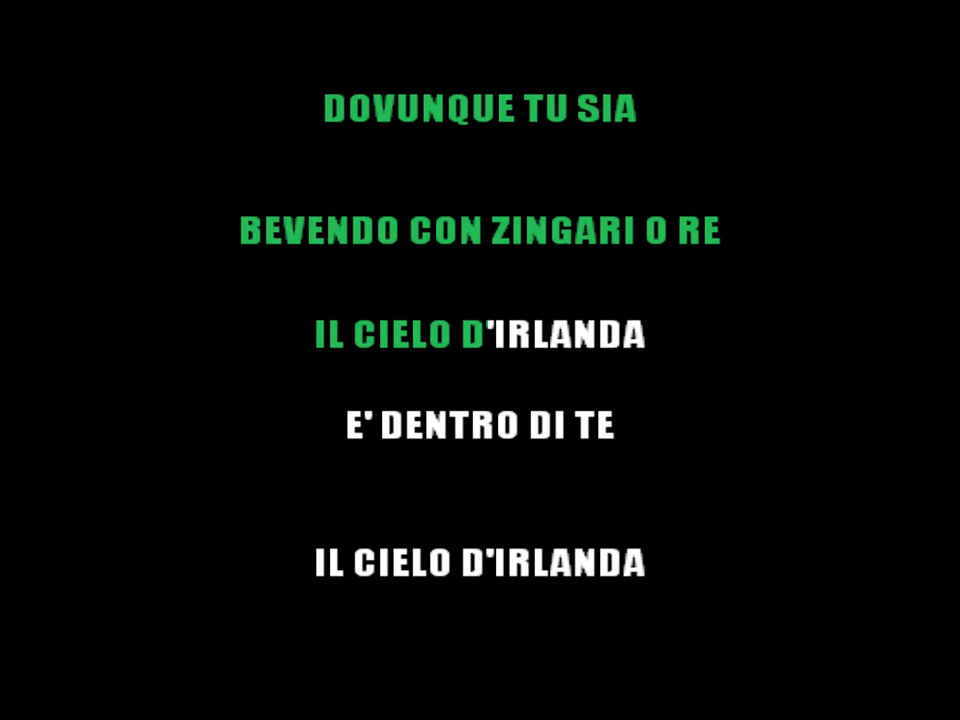 DOVUNQUE TU SIA
BEVENDO CON ZINGARI O RE
IL CIELO D'IRLANDA
E' DENTRO DI TE
IL CIELO D'IRLANDA